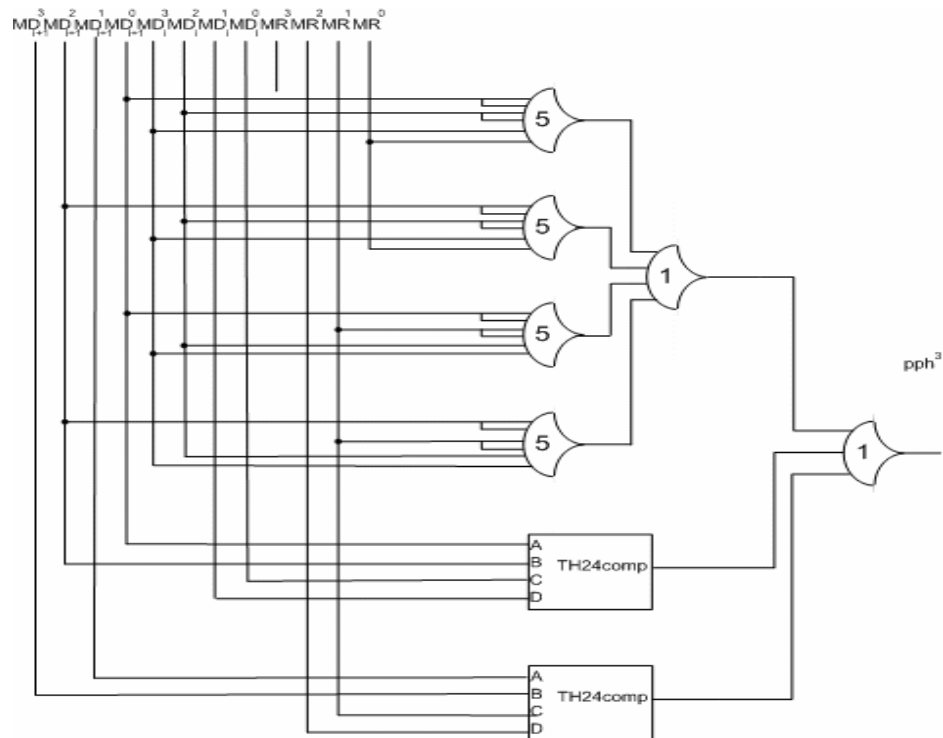 MD³ᵢ₊₁ MD²ᵢ₊₁ MD¹ᵢ₊₁ MD⁰ᵢ₊₁ MD³ᵢ MD²ᵢ MD¹ᵢ MD⁰ᵢ MR³ MR² MR¹ MR⁰
5
5
1
5
pph³
5
1
A
B
C
D
TH24comp
A
B
C
D
TH24comp